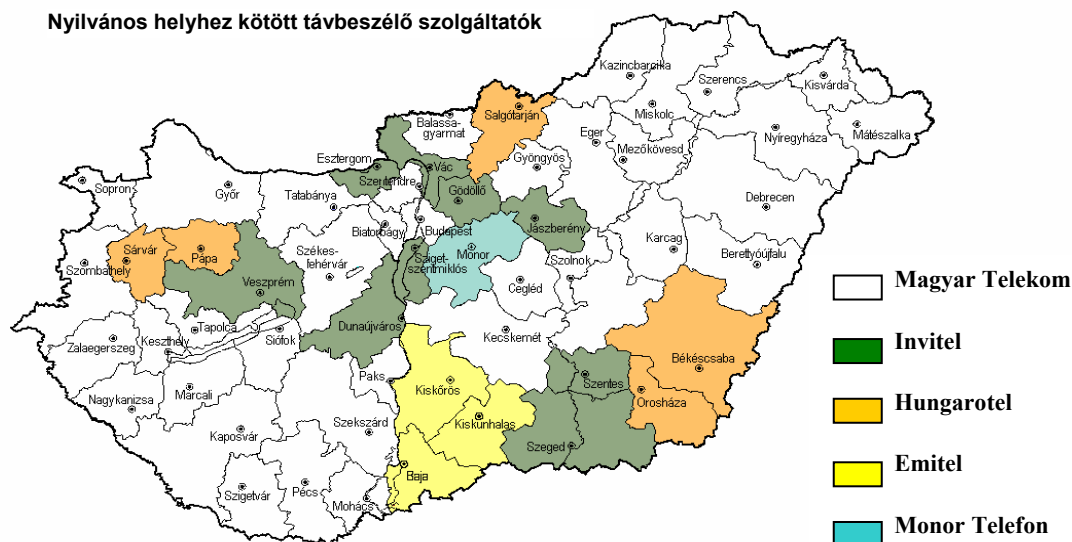 Nyilvános helyhez kötött távbeszélő szolgáltatók
Kazincbarcika
Szerencs
Kisvárda
Salgótarján
Balassa-
gyarmat
Miskolc
Eger
Nyíregyháza
Mátészalka
Mezőkövesd
Gyöngyös
Esztergom
Vác
Szentendre
Sopron
Győr
Tatabánya
Gödöllő
Debrecen
Budapest
Jászberény
Biatorbágy
Sárvár
Pápa
Székes-
fehérvár
Sziget-
szentmiklós
Monor
Karcag
Berettyóújfalu
Szombathely
Szolnok
Veszprém
Cegléd
Magyar Telekom
Tapolca
Siófok
Dunaújváros
Kecskemét
Zalaegerszeg
Keszthely
Invitel
Békéscsaba
Paks
Kiskőrös
Szentes
Orosháza
Nagykanizsa
Marcali
Hungarotel
Kiskunhalas
Kaposvár
Szekszárd
Szeged
Emitel
Baja
Szigetvár
Pécs
Mohács
Monor Telefon